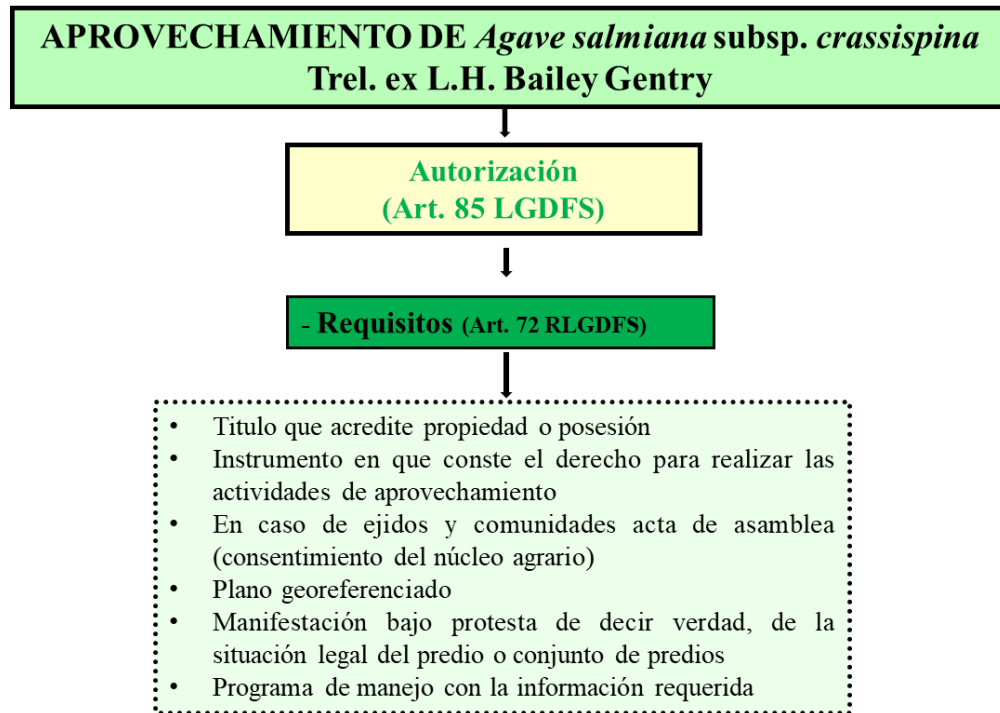 APROVECHAMIENTO DE Agave salmiana subsp. crassispina
Trel. ex L.H. Bailey Gentry
Autorización
(Art. 85 LGDFS)
- Requisitos (Art. 72 RLGDFS)
• Titulo que acredite propiedad o posesión
• Instrumento en que conste el derecho para realizar las
actividades de aprovechamiento
• En caso de ejidos y comunidades acta de asamblea
(consentimiento del núcleo agrario)
• Plano georeferenciado
• Manifestación bajo protesta de decir verdad, de la
situación legal del predio o conjunto de predios
• Programa de manejo con la información requerida